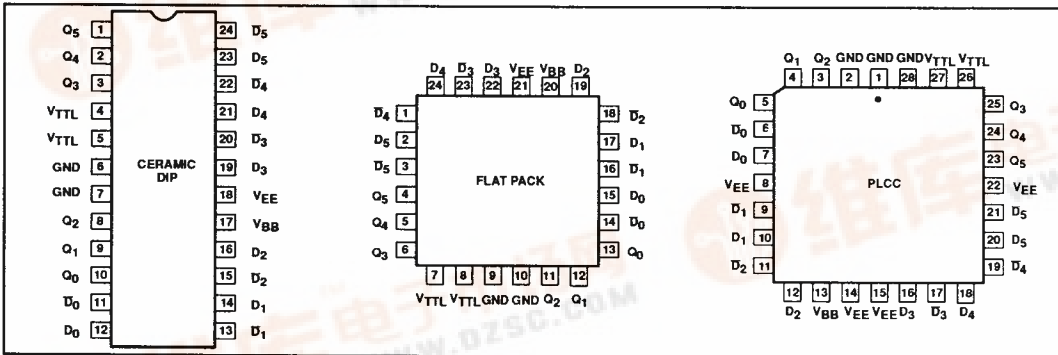 Q5 1 24 D̅5
Q4 2 23 D5
Q3 3 22 D̅4
VTTL 4 21 D4
VTTL 5 20 D̅3
GND 6 19 D3
GND 7 18 VEE
Q2 8 17 VBB
Q1 9 16 D2
Q0 10 15 D̅2
D̅0 11 14 D1
D0 12 13 D̅1
CERAMIC
DIP
D4 D̅3 D3 VEE VBB D2
24 23 22 21 20 19
D̅4 1 18 D̅2
D5 2 17 D1
D̅5 3 16 D̅1
Q5 4 15 D0
Q4 5 14 D̅0
Q3 6 13 Q0
FLAT PACK
7 8 9 10 11 12
VTTL VTTL GND GND Q2 Q1
Q1 Q2 GND GND GND VTTL VTTL
4 3 2 1 28 27 26
Q0 5 25 Q3
D̅0 6 24 Q4
D0 7 23 Q5
VEE 8 22 VEE
D̅1 9 21 D̅5
D1 10 20 D5
D̅2 11 19 D̅4
PLCC
12 13 14 15 16 17 18
D2 VBB VEE VEE D3 D̅3 D4
维库
维库
WWW.DZSC.COM